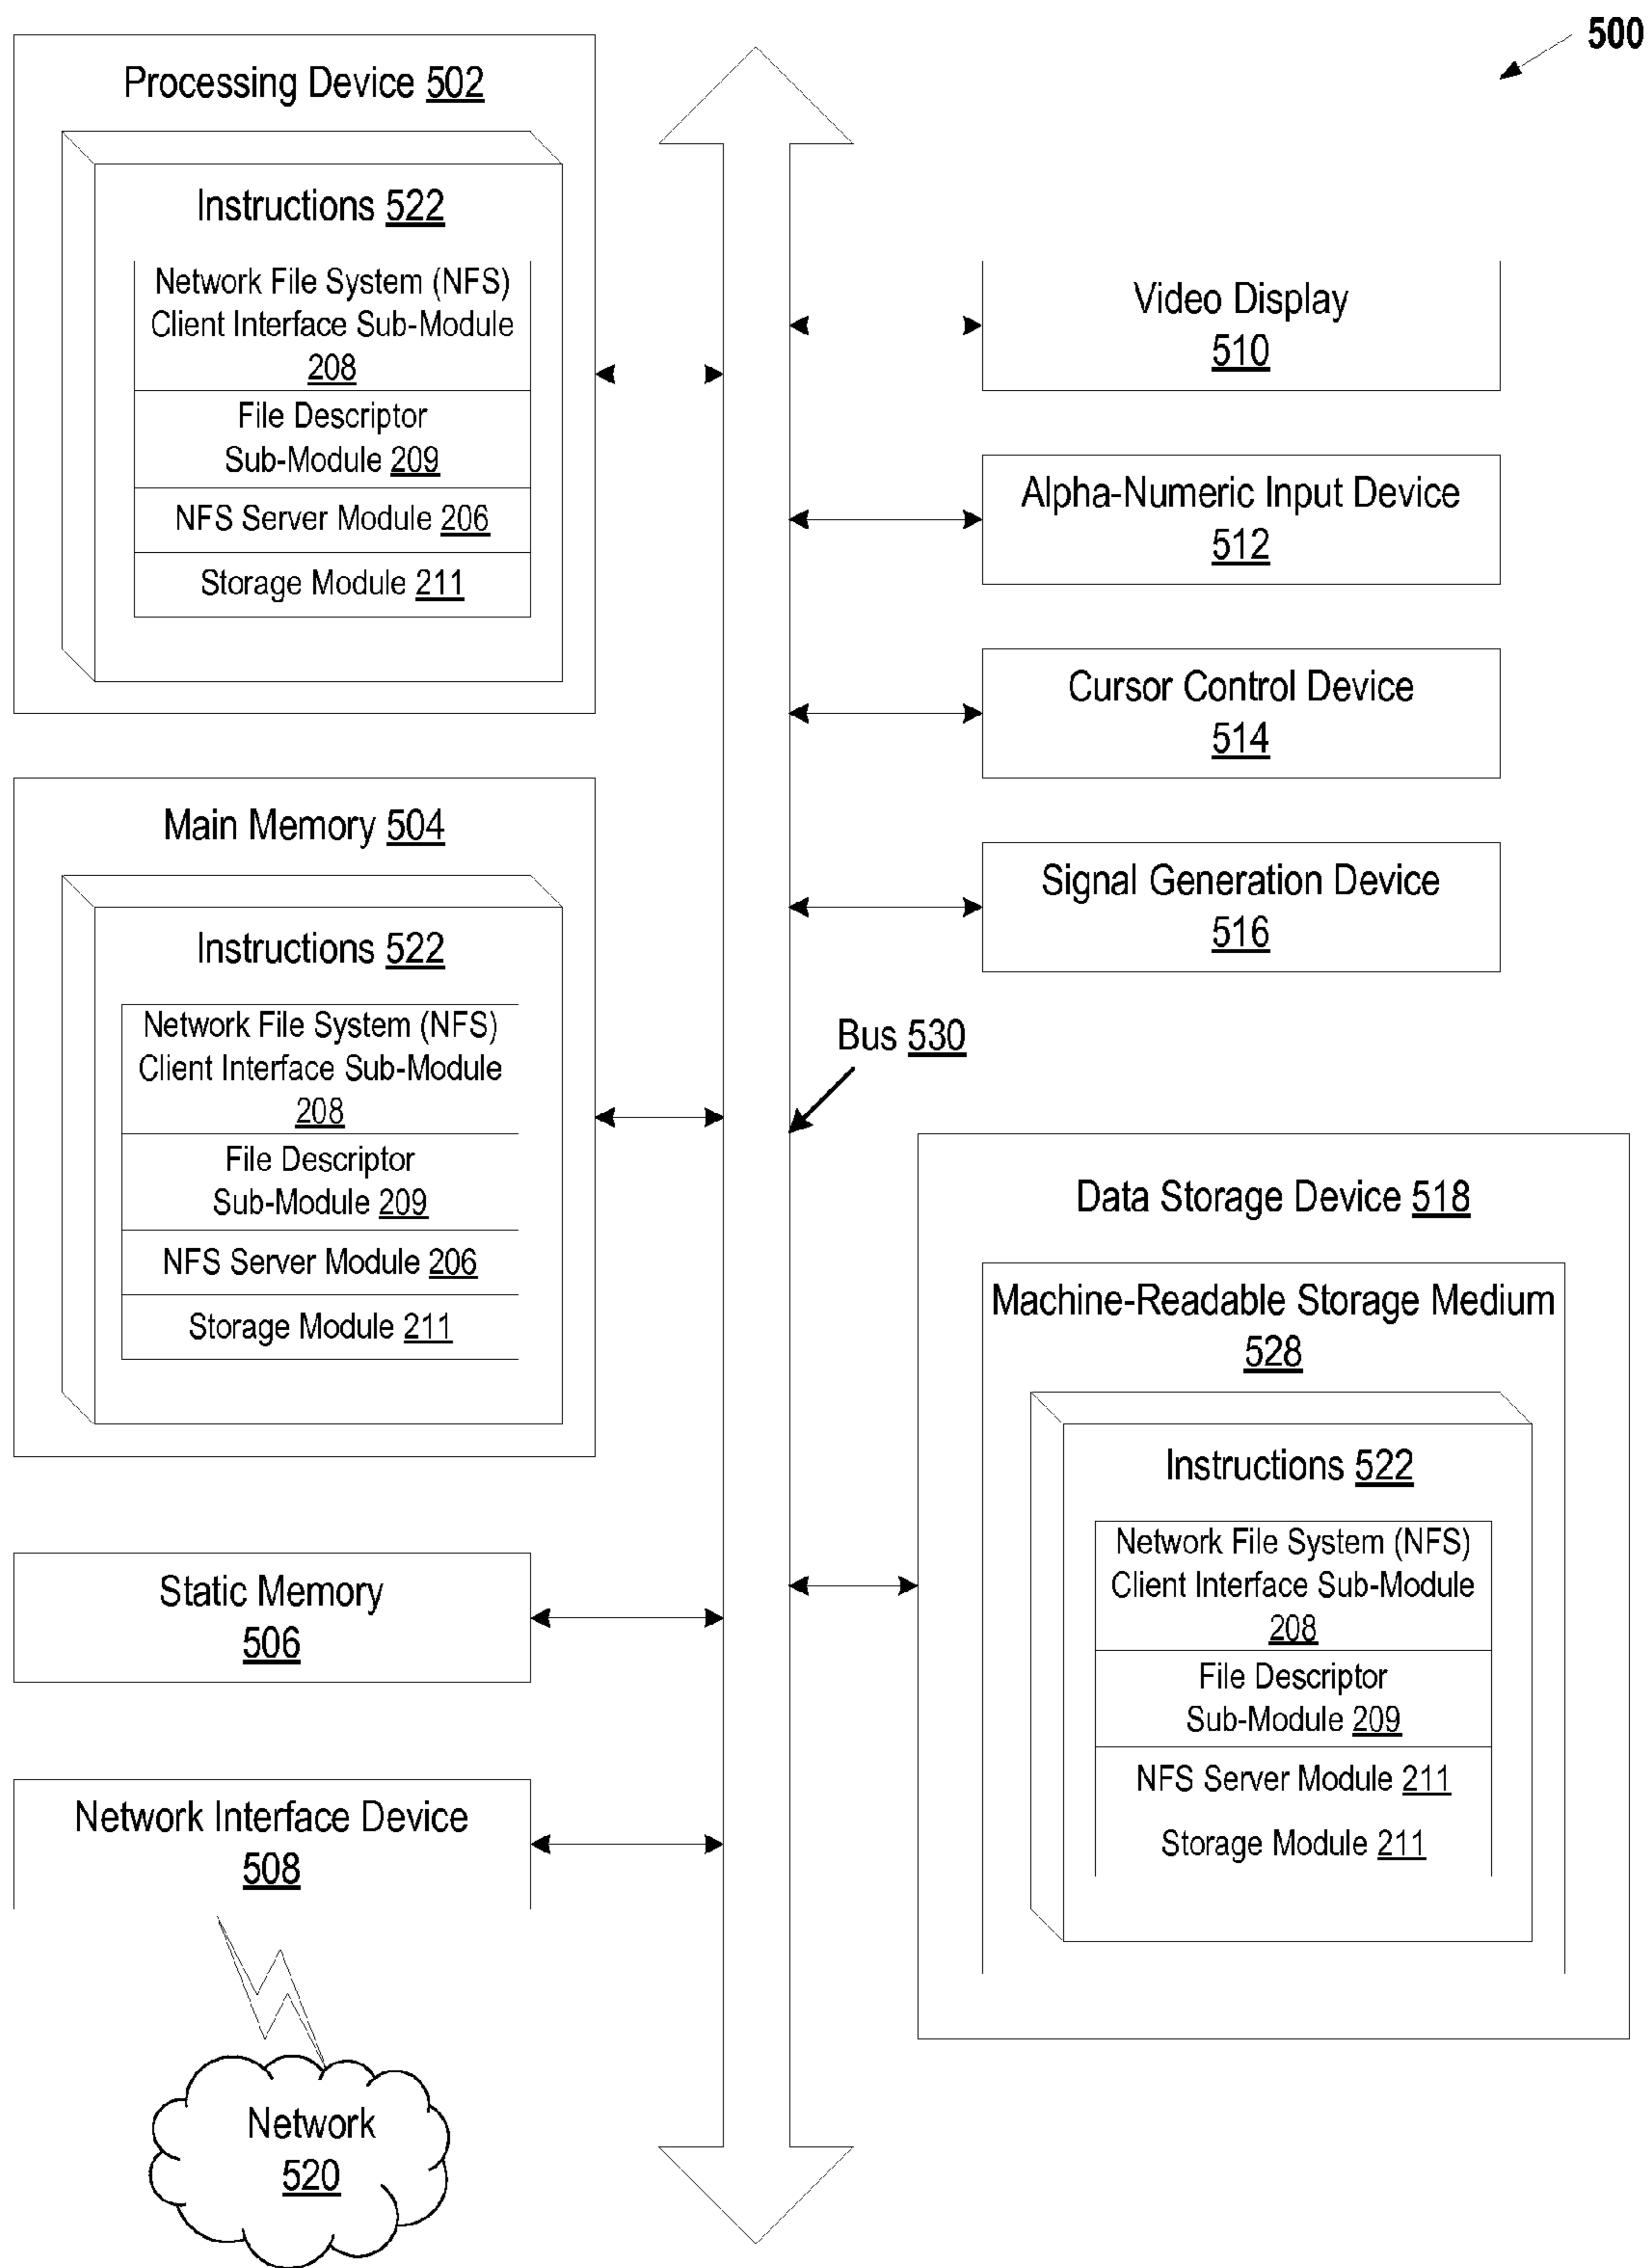 500
Processing Device 502
Instructions 522
Network File System (NFS)
Client Interface Sub-Module
208
File Descriptor
Sub-Module 209
NFS Server Module 206
Storage Module 211
Main Memory 504
Instructions 522
Network File System (NFS)
Client Interface Sub-Module
208
File Descriptor
Sub-Module 209
NFS Server Module 206
Storage Module 211
Static Memory
506
Network Interface Device
508
Network
520
Bus 530
Video Display
510
Alpha-Numeric Input Device
512
Cursor Control Device
514
Signal Generation Device
516
Data Storage Device 518
Machine-Readable Storage Medium
528
Instructions 522
Network File System (NFS)
Client Interface Sub-Module
208
File Descriptor
Sub-Module 209
NFS Server Module 211
Storage Module 211